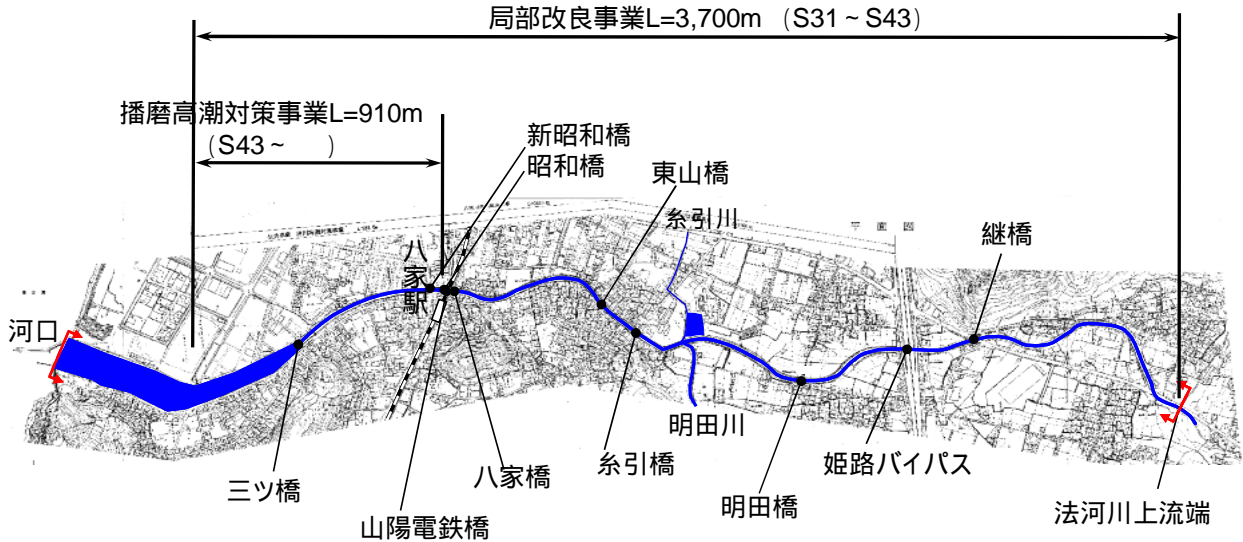 局部改良事業L=3,700m （S31～S43）
播磨高潮対策事業L=910m
（S43～　　）
新昭和橋
昭和橋
東山橋
糸引川
継橋
八家駅
河口
三ツ橋
山陽電鉄橋
八家橋
糸引橋
明田川
明田橋
姫路バイパス
法河川上流端
平面図